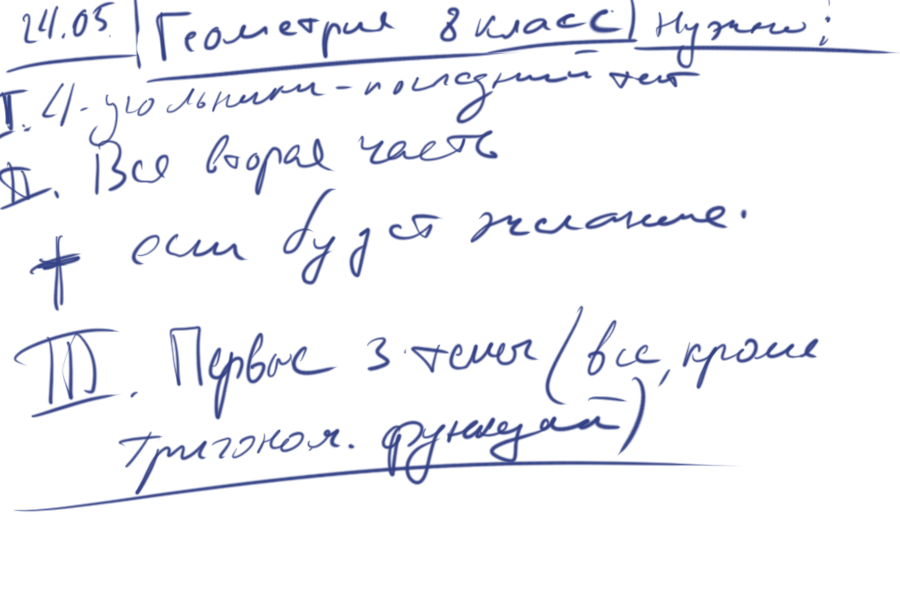 24.05 | Геометрия 8 класс | Нужно:
I. 4-угольники - последний тест
II. Все вторая часть
+ если будет желание.
III. Первые 3 темы (все, кроме
тригоном. функций)